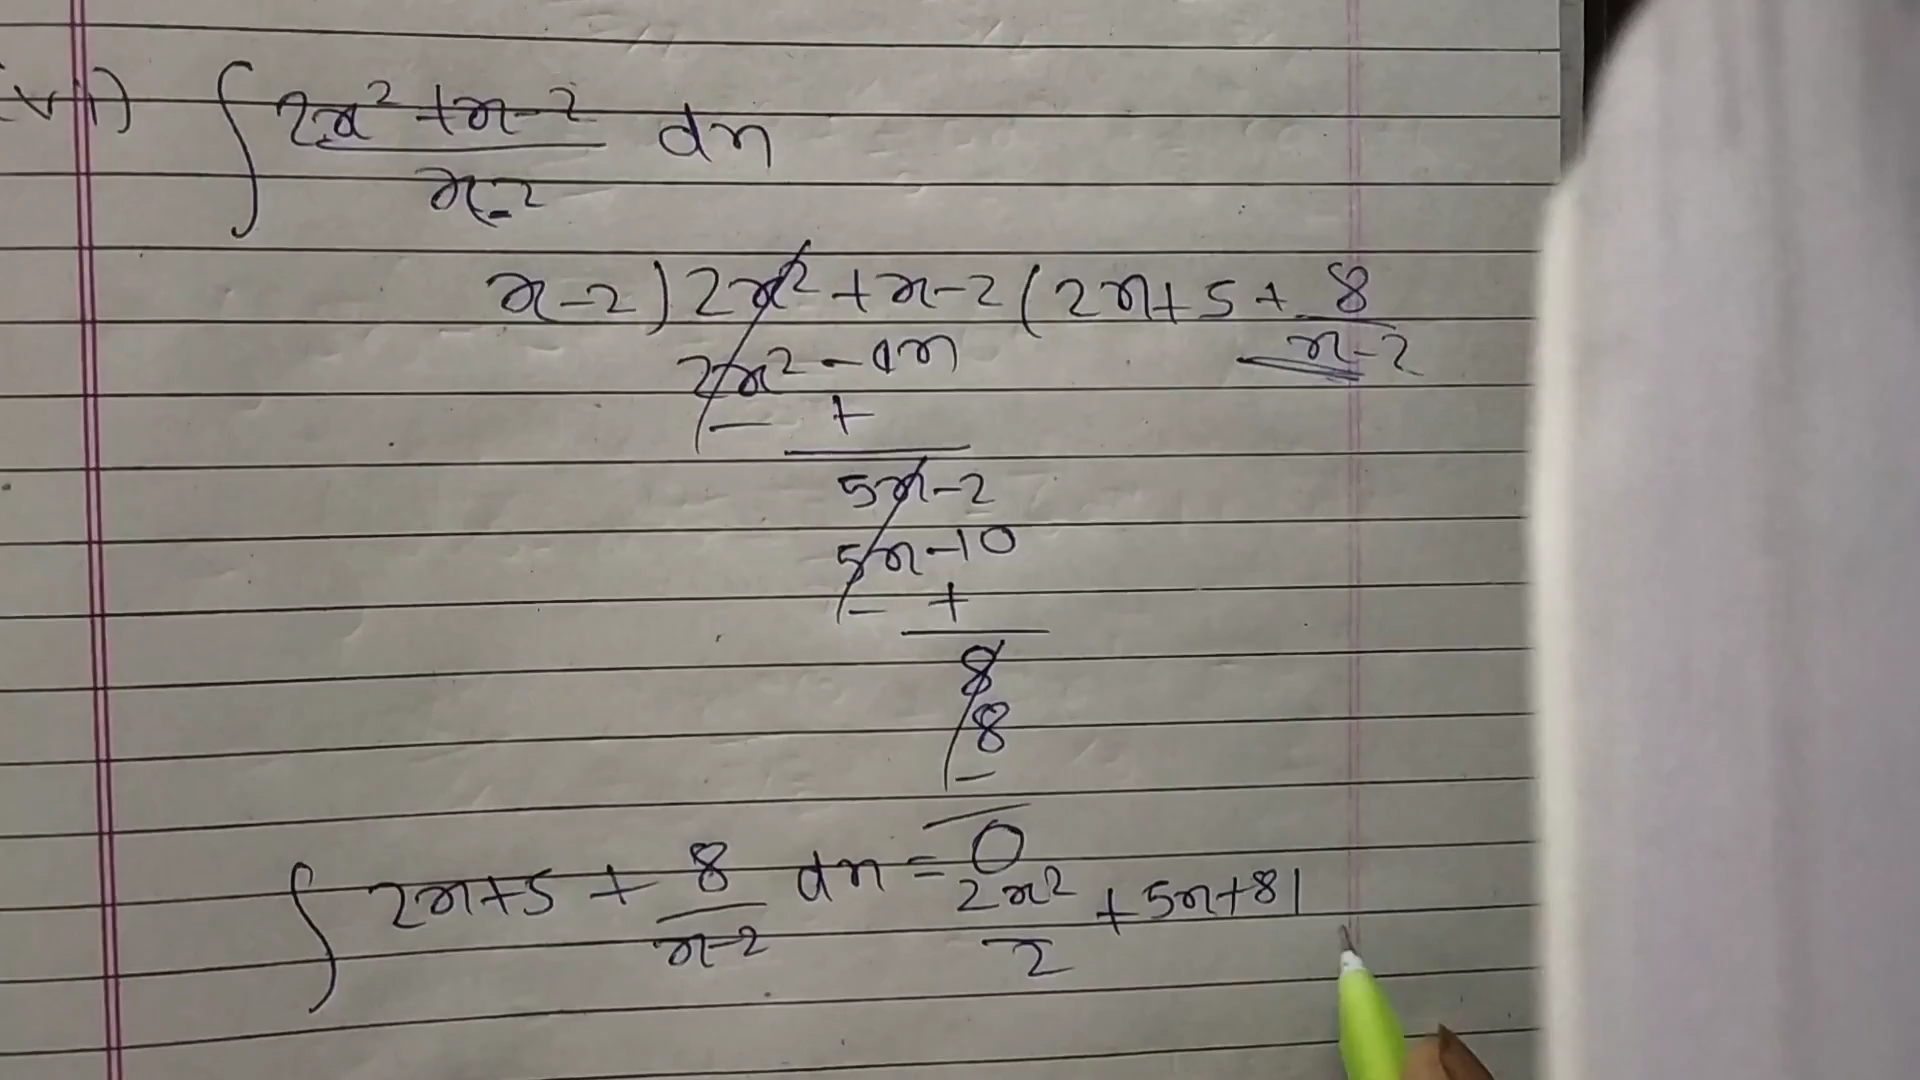 vi) ∫ 2x² + x - 2 / x - 2 dx
x - 2 ) 2x² + x - 2 ( 2x + 5 + 8 / x - 2
2x² - 4x
- +
5x - 2
5x - 10
- +
8
8
-
0
∫ 2x + 5 + 8 / x - 2 dx = 2x² / 2 + 5x + 8 |